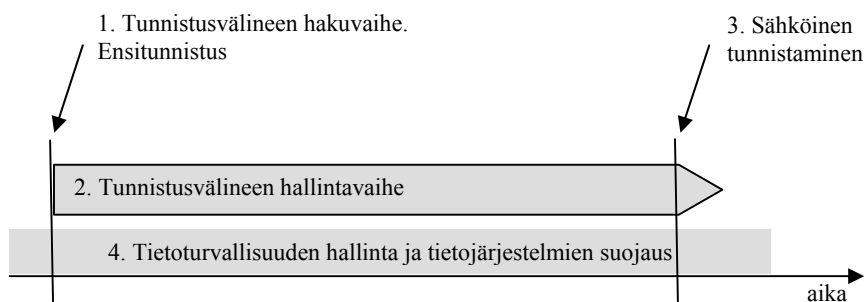 1. Tunnistusvälineen hakuvaihe.
Ensitunnistus
3. Sähköinen
tunnistaminen
2. Tunnistusvälineen hallintavaihe
4. Tietoturvallisuuden hallinta ja tietojärjestelmien suojaus
aika